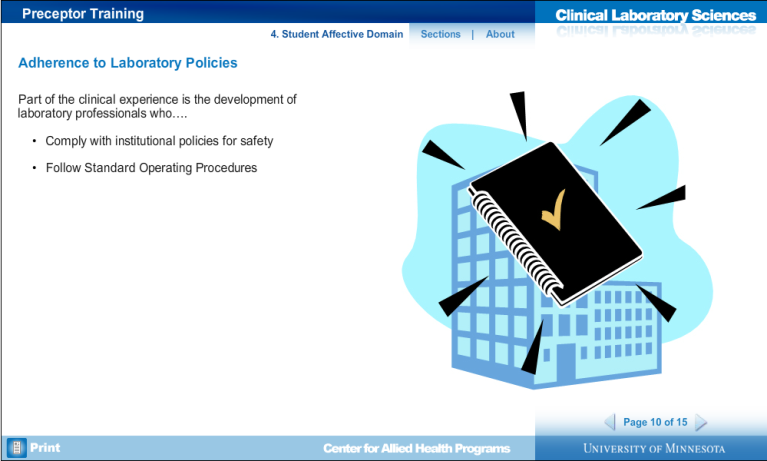 Preceptor Training
Clinical Laboratory Sciences
4. Student Affective Domain Sections | About
Adherence to Laboratory Policies
Part of the clinical experience is the development of
laboratory professionals who….
• Comply with institutional policies for safety
• Follow Standard Operating Procedures
Page 10 of 15
Print
Center for Allied Health Programs
UNIVERSITY OF MINNESOTA